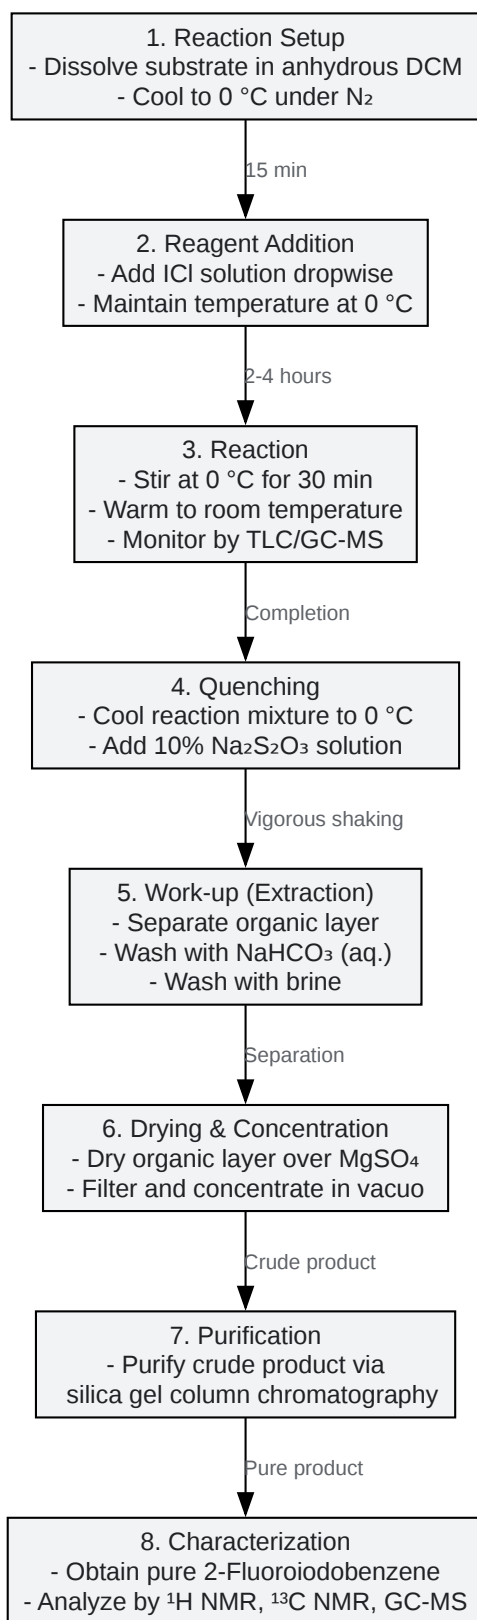 1. Reaction Setup
- Dissolve substrate in anhydrous DCM
- Cool to 0 °C under N₂
15 min
2. Reagent Addition
- Add ICl solution dropwise
- Maintain temperature at 0 °C
2-4 hours
3. Reaction
- Stir at 0 °C for 30 min
- Warm to room temperature
- Monitor by TLC/GC-MS
Completion
4. Quenching
- Cool reaction mixture to 0 °C
- Add 10% Na₂S₂O₃ solution
Vigorous shaking
5. Work-up (Extraction)
- Separate organic layer
- Wash with NaHCO₃ (aq.)
- Wash with brine
Separation
6. Drying & Concentration
- Dry organic layer over MgSO₄
- Filter and concentrate in vacuo
Crude product
7. Purification
- Purify crude product via
silica gel column chromatography
Pure product
8. Characterization
- Obtain pure 2-Fluoroiodobenzene
- Analyze by ¹H NMR, ¹³C NMR, GC-MS